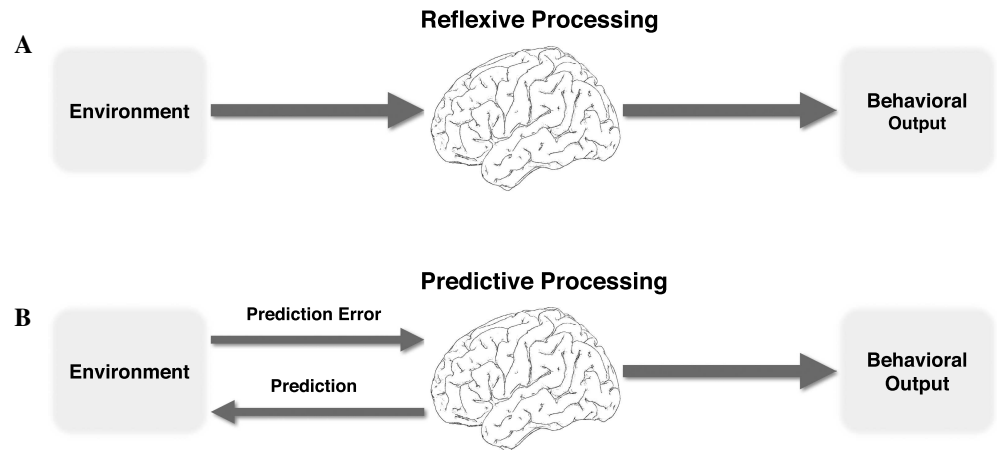 Reflexive Processing
A
Environment
Behavioral
Output
Predictive Processing
B
Prediction Error
Environment
Prediction
Behavioral
Output